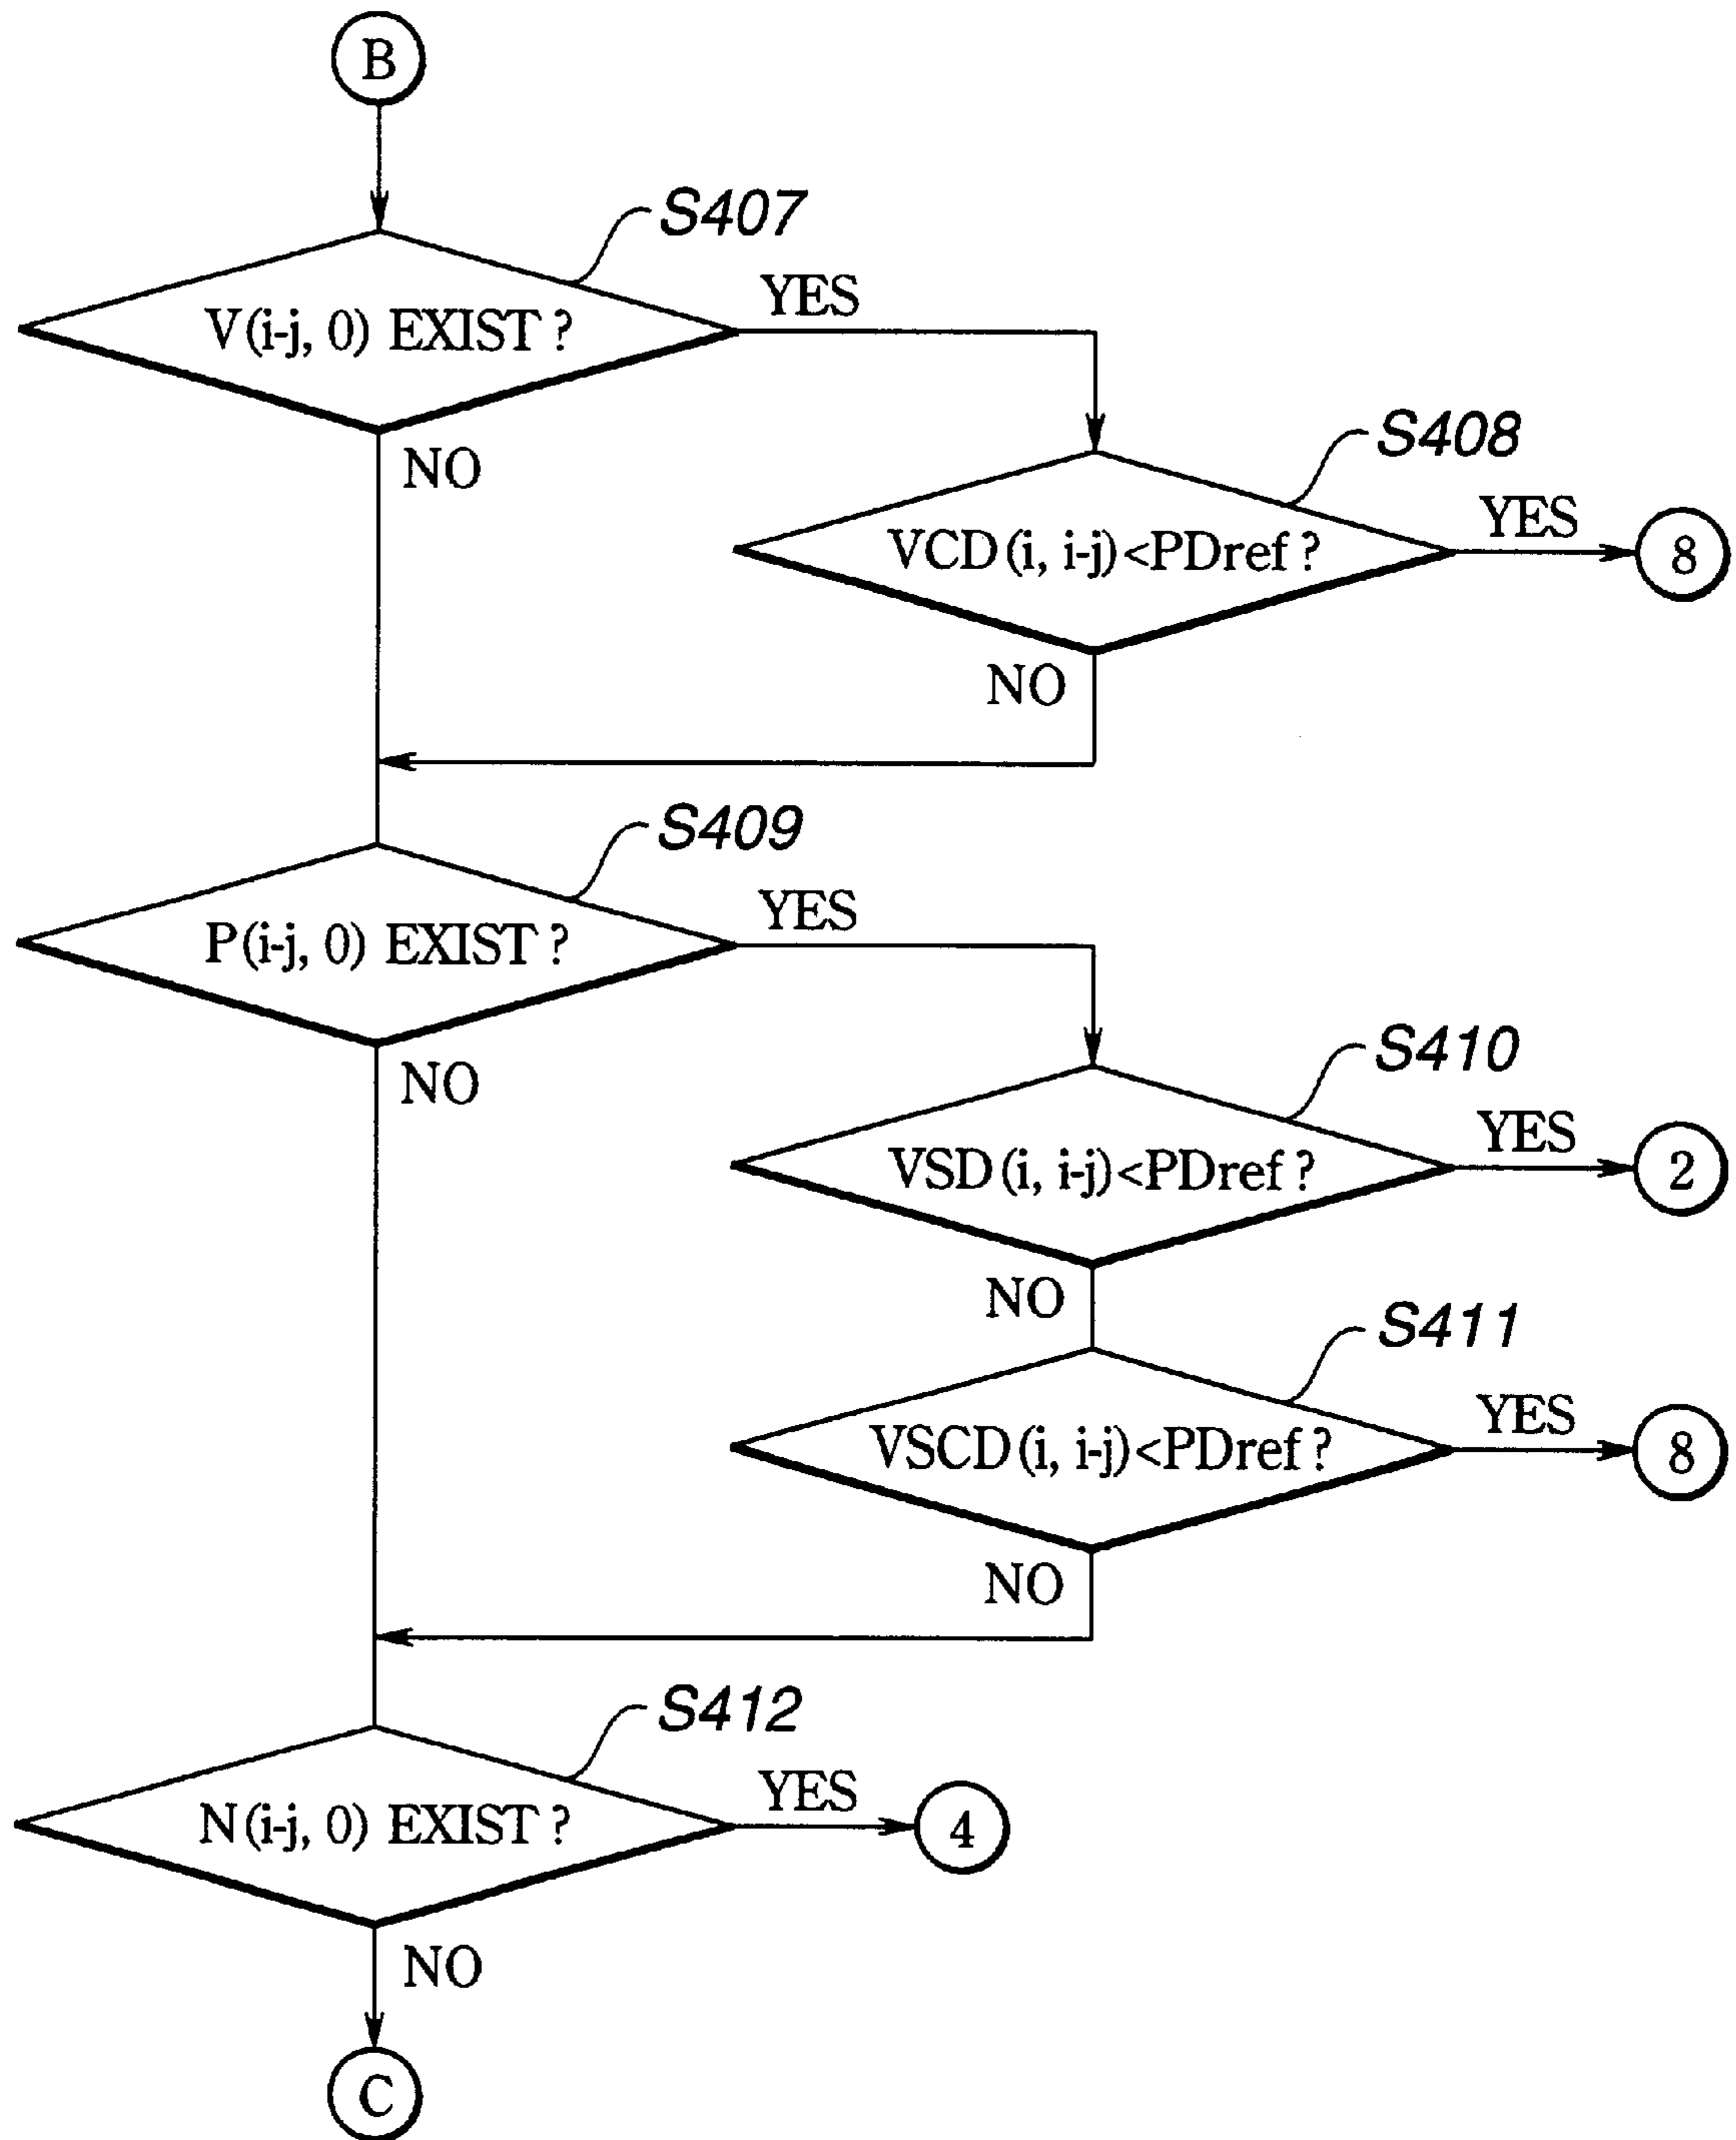 B
S407
V(i-j, 0) EXIST ?
YES
NO
S408
VCD(i, i-j)<PDref ?
YES
8
NO
S409
P(i-j, 0) EXIST ?
YES
NO
S410
VSD(i, i-j)<PDref ?
YES
2
NO
S411
VSCD(i, i-j)<PDref ?
YES
8
NO
S412
N(i-j, 0) EXIST ?
YES
4
NO
C